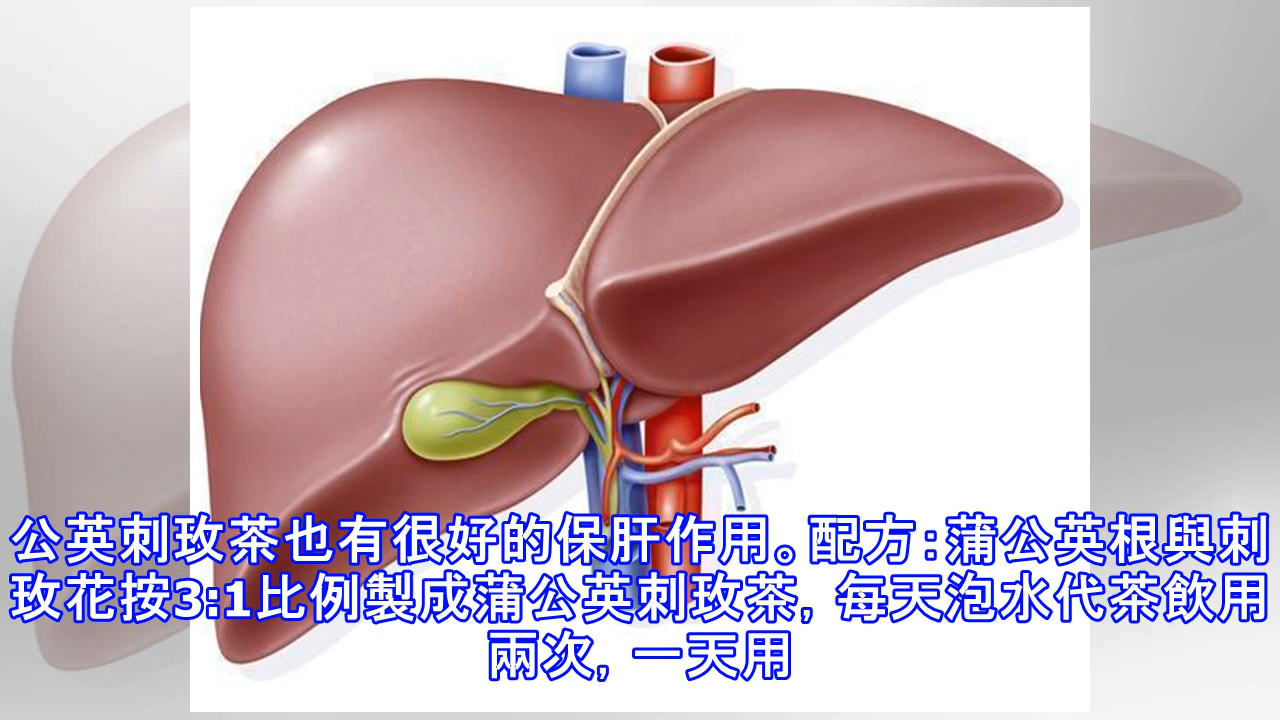 公英刺玫茶也有很好的保肝作用。配方:蒲公英根與刺
玫花按3:1比例製成蒲公英刺玫茶, 每天泡水代茶飲用
兩次, 一天用